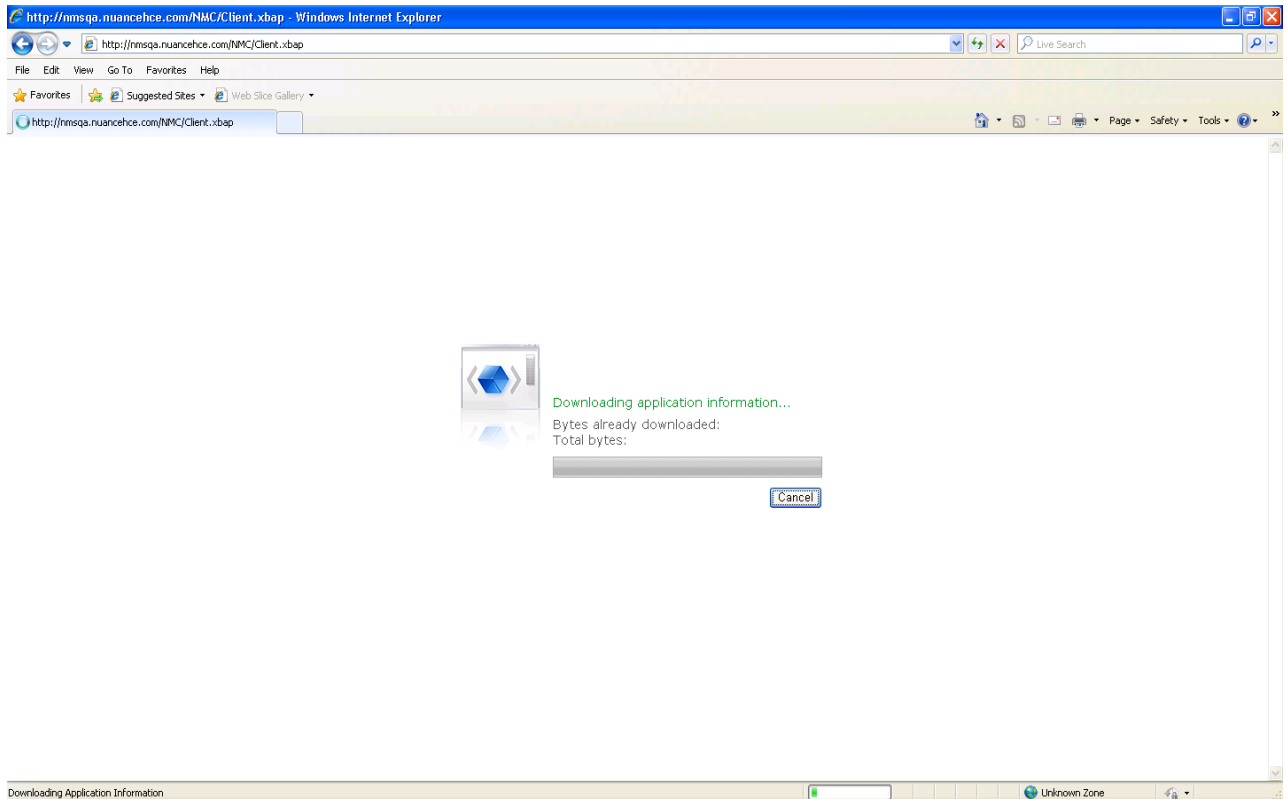 http://nmsqa.nuancehce.com/NMC/Client.xbap - Windows Internet Explorer
http://nmsqa.nuancehce.com/NMC/Client.xbap Live Search
File Edit View Go To Favorites Help
Favorites Suggested Sites Web Slice Gallery
http://nmsqa.nuancehce.com/NMC/Client.xbap Page Safety Tools »
Downloading application information...
Bytes already downloaded:
Total bytes:
Cancel
Downloading Application Information Unknown Zone